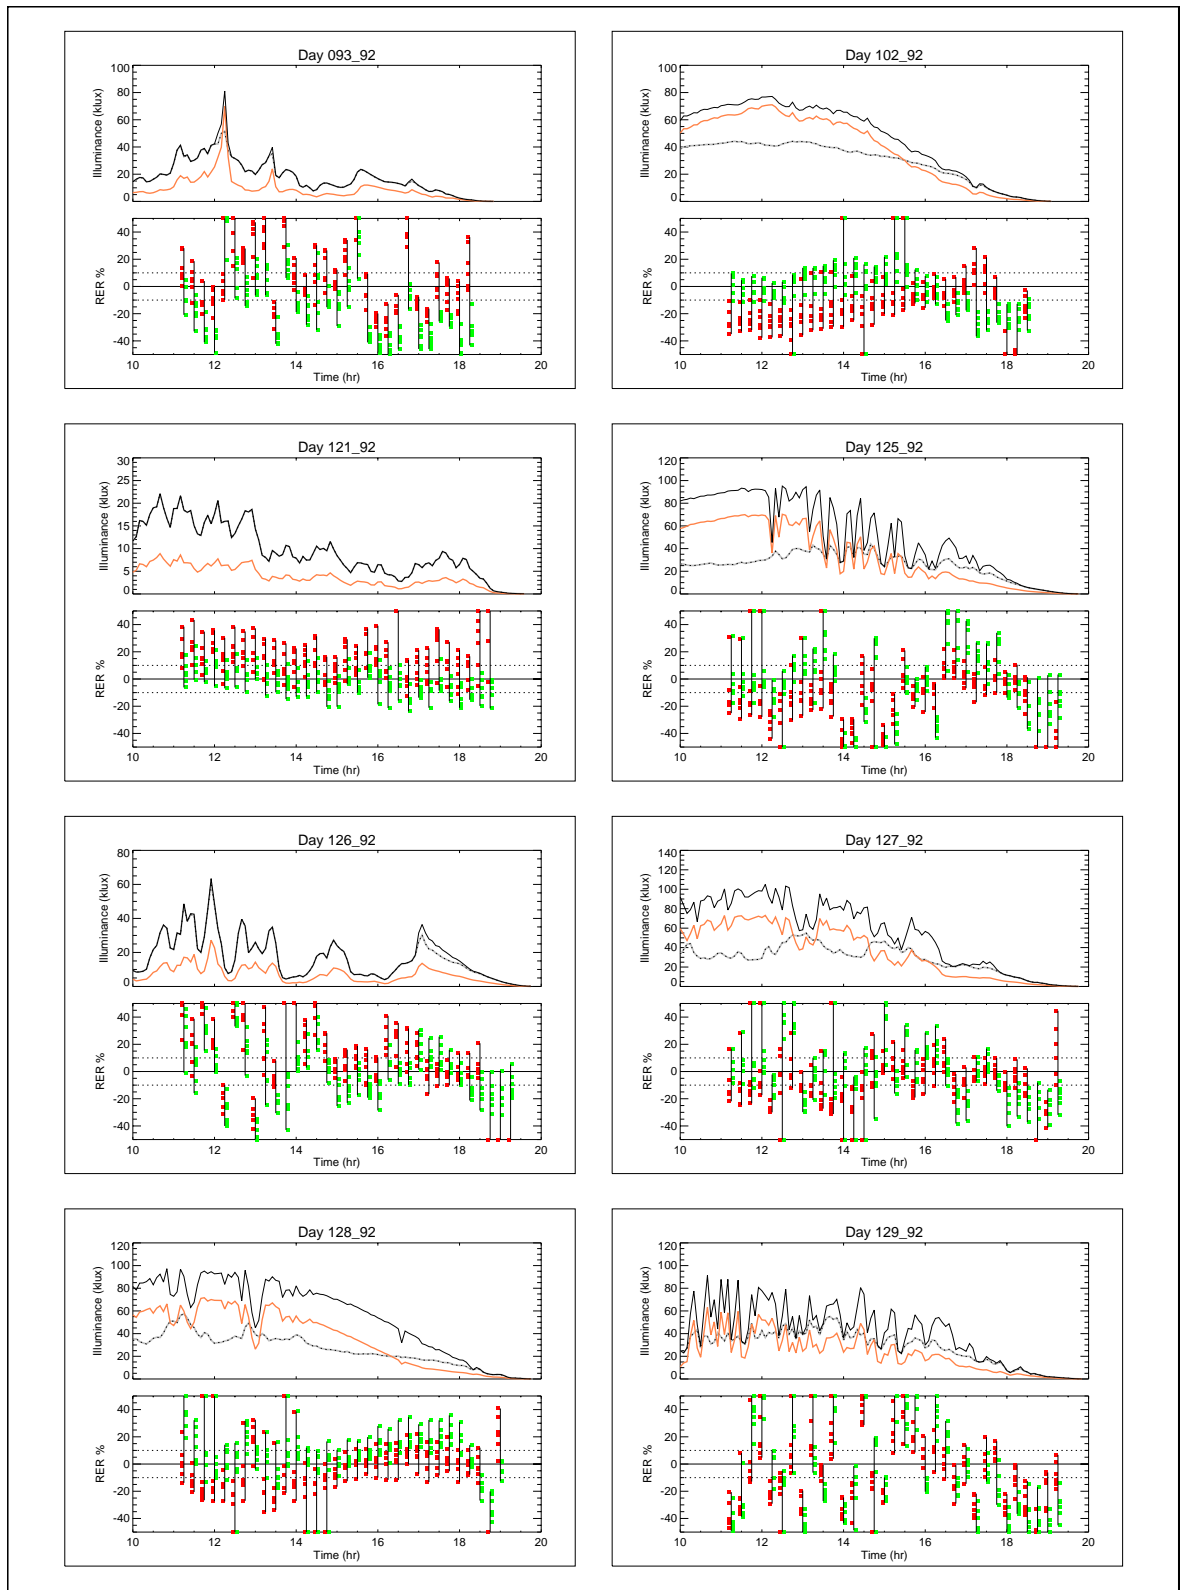 Day 093_92
100
80
60
40
20
0
Illuminance (klux)
40
20
0
-20
-40
RER %
10 12 14 16 18 20
Time (hr)
Day 102_92
100
80
60
40
20
0
Illuminance (klux)
40
20
0
-20
-40
RER %
10 12 14 16 18 20
Time (hr)
Day 121_92
30
25
20
15
10
5
0
Illuminance (klux)
40
20
0
-20
-40
RER %
10 12 14 16 18 20
Time (hr)
Day 125_92
120
100
80
60
40
20
0
Illuminance (klux)
40
20
0
-20
-40
RER %
10 12 14 16 18 20
Time (hr)
Day 126_92
80
60
40
20
0
Illuminance (klux)
40
20
0
-20
-40
RER %
10 12 14 16 18 20
Time (hr)
Day 127_92
140
120
100
80
60
40
20
0
Illuminance (klux)
40
20
0
-20
-40
RER %
10 12 14 16 18 20
Time (hr)
Day 128_92
120
100
80
60
40
20
0
Illuminance (klux)
40
20
0
-20
-40
RER %
10 12 14 16 18 20
Time (hr)
Day 129_92
120
100
80
60
40
20
0
Illuminance (klux)
40
20
0
-20
-40
RER %
10 12 14 16 18 20
Time (hr)